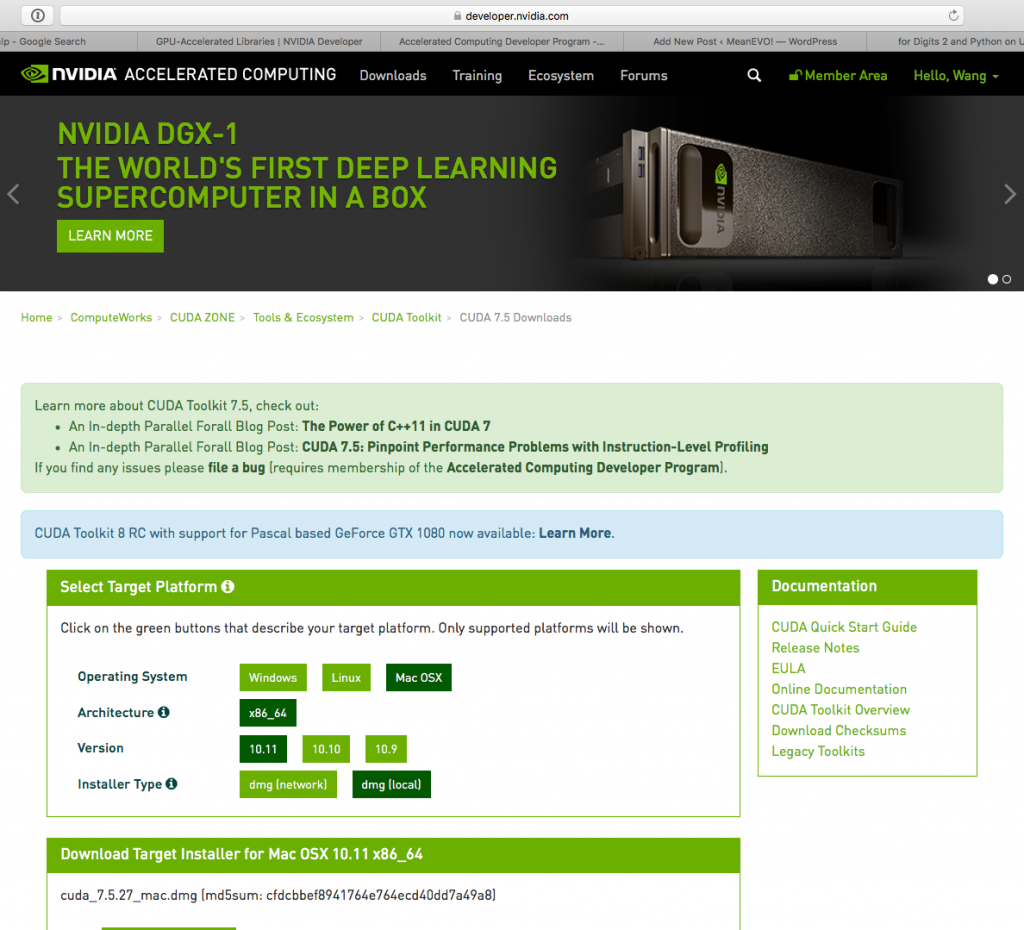 developer.nvidia.com
lp - Google Search
GPU-Accelerated Libraries | NVIDIA Developer
Accelerated Computing Developer Program -...
Add New Post ‹ MeanEVO! — WordPress
for Digits 2 and Python on U
NVIDIA ACCELERATED COMPUTING
Downloads
Training
Ecosystem
Forums
Member Area
Hello, Wang
NVIDIA DGX-1
THE WORLD'S FIRST DEEP LEARNING
SUPERCOMPUTER IN A BOX
LEARN MORE
NVIDIA
Home > ComputeWorks > CUDA ZONE > Tools & Ecosystem > CUDA Toolkit > CUDA 7.5 Downloads
Learn more about CUDA Toolkit 7.5, check out:
• An In-depth Parallel Forall Blog Post: The Power of C++11 in CUDA 7
• An In-depth Parallel Forall Blog Post: CUDA 7.5: Pinpoint Performance Problems with Instruction-Level Profiling
If you find any issues please file a bug (requires membership of the Accelerated Computing Developer Program).
CUDA Toolkit 8 RC with support for Pascal based GeForce GTX 1080 now available: Learn More.
Select Target Platform
Click on the green buttons that describe your target platform. Only supported platforms will be shown.
Operating System
Windows
Linux
Mac OSX
Architecture
x86_64
Version
10.11
10.10
10.9
Installer Type
dmg (network)
dmg (local)
Documentation
CUDA Quick Start Guide
Release Notes
EULA
Online Documentation
CUDA Toolkit Overview
Download Checksums
Legacy Toolkits
Download Target Installer for Mac OSX 10.11 x86_64
cuda_7.5.27_mac.dmg (md5sum: cfdcbbef8941764e764ecd40dd7a49a8)